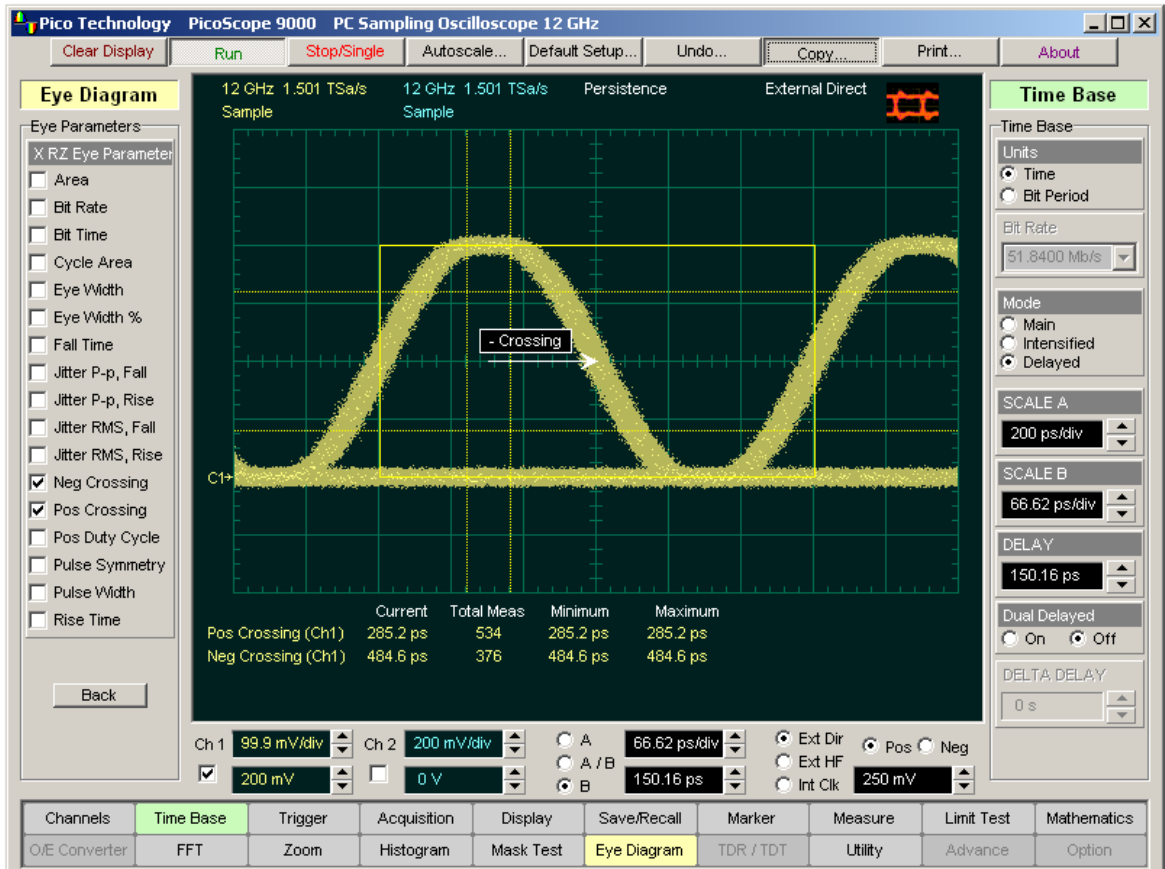 Pico Technology PicoScope 9000 PC Sampling Oscilloscope 12 GHz
Clear Display Run Stop/Single Autoscale... Default Setup... Undo... Copy... Print... About
Eye Diagram
Eye Parameters
X RZ Eye Parameter
Area
Bit Rate
Bit Time
Cycle Area
Eye Width
Eye Width %
Fall Time
Jitter P-p, Fall
Jitter P-p, Rise
Jitter RMS, Fall
Jitter RMS, Rise
Neg Crossing
Pos Crossing
Pos Duty Cycle
Pulse Symmetry
Pulse Width
Rise Time
Back
12 GHz 1.501 TSa/s 12 GHz 1.501 TSa/s Persistence External Direct
Sample Sample
- Crossing
C1
Current Total Meas Minimum Maximum
Pos Crossing (Ch1) 285.2 ps 534 285.2 ps 285.2 ps
Neg Crossing (Ch1) 484.6 ps 376 484.6 ps 484.6 ps
Time Base
Time Base
Units
Time
Bit Period
Bit Rate
51.8400 Mb/s
Mode
Main
Intensified
Delayed
SCALE A
200 ps/div
SCALE B
66.62 ps/div
DELAY
150.16 ps
Dual Delayed
On Off
DELTA DELAY
0 s
Ch 1 99.9 mV/div Ch 2 200 mV/div A 66.62 ps/div Ext Dir Pos Neg
A / B Ext HF
200 mV 0 V B 150.16 ps Int Clk 250 mV
Channels Time Base Trigger Acquisition Display Save/Recall Marker Measure Limit Test Mathematics
O/E Converter FFT Zoom Histogram Mask Test Eye Diagram TDR / TDT Utility Advance Option